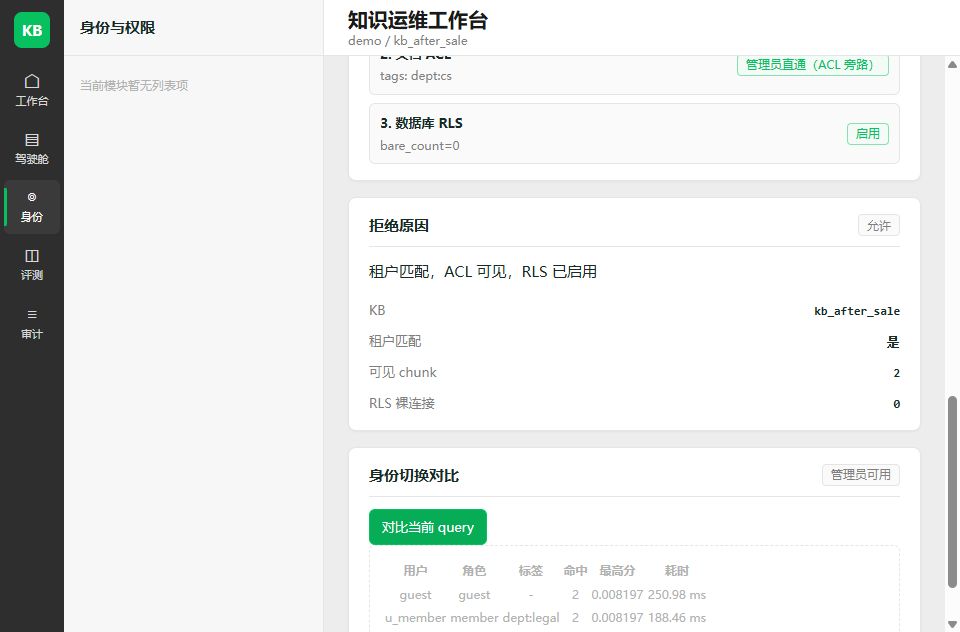 KB
工作台
驾驶舱
身份
评测
审计
身份与权限
当前模块暂无列表项
知识运维工作台
demo / kb_after_sale
2. 文档 ACL
管理员直通（ACL 旁路）
tags: dept:cs
3. 数据库 RLS
启用
bare_count=0
拒绝原因
允许
租户匹配，ACL 可见，RLS 已启用
KB kb_after_sale
租户匹配 是
可见 chunk 2
RLS 裸连接 0
身份切换对比
管理员可用
对比当前 query
用户 角色 标签 命中 最高分 耗时
guest guest - 2 0.008197 250.98 ms
u_member member dept:legal 2 0.008197 188.46 ms